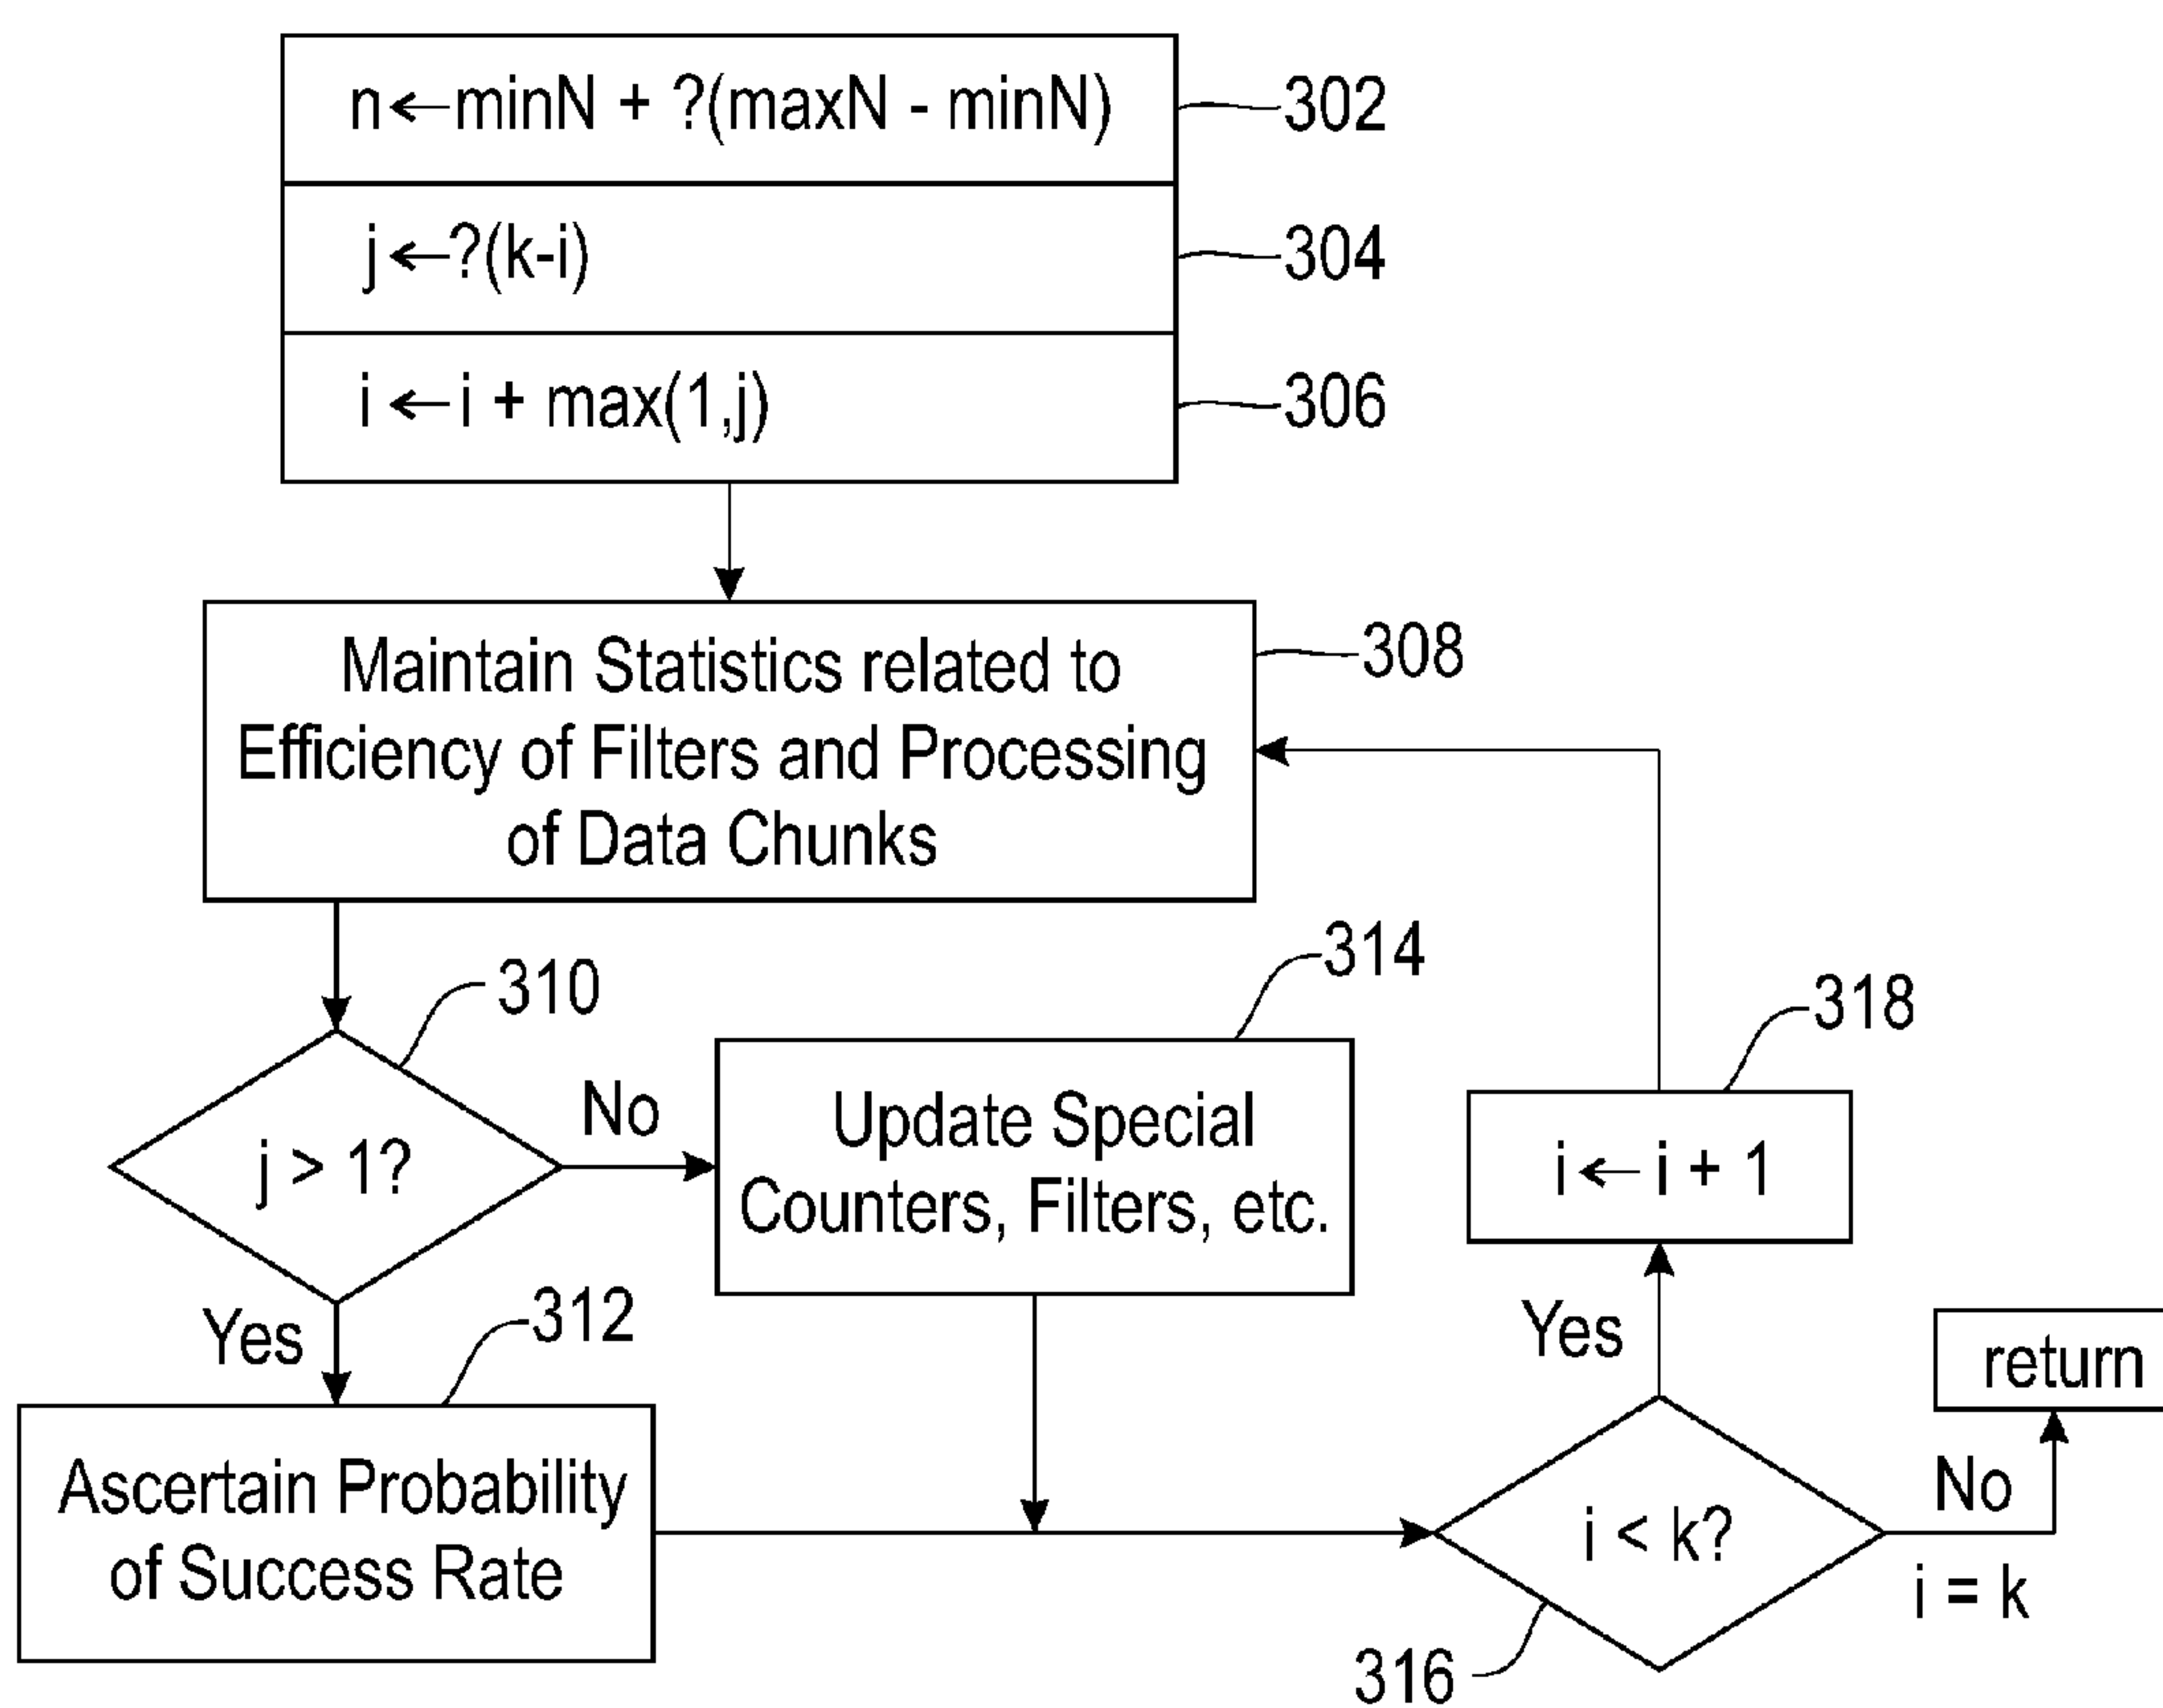 n←minN + ?(maxN - minN)
302
j←?(k-i)
304
i ← i + max(1,j)
306
Maintain Statistics related to
Efficiency of Filters and Processing
of Data Chunks
308
310
314
318
j > 1?
No
Update Special
Counters, Filters, etc.
i ← i + 1
Yes
312
Yes
return
Ascertain Probability
of Success Rate
i < k?
No
i = k
316